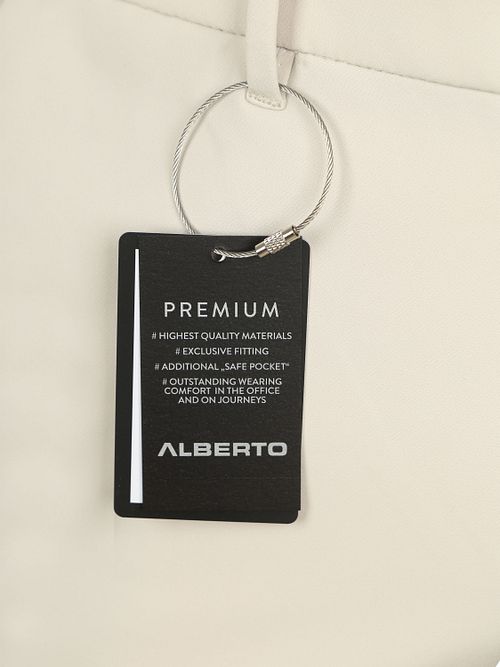 PREMIUM
# HIGHEST QUALITY MATERIALS
# EXCLUSIVE FITTING
# ADDITIONAL „SAFE POCKET“
# OUTSTANDING WEARING
COMFORT IN THE OFFICE
AND ON JOURNEYS
ALBERTO